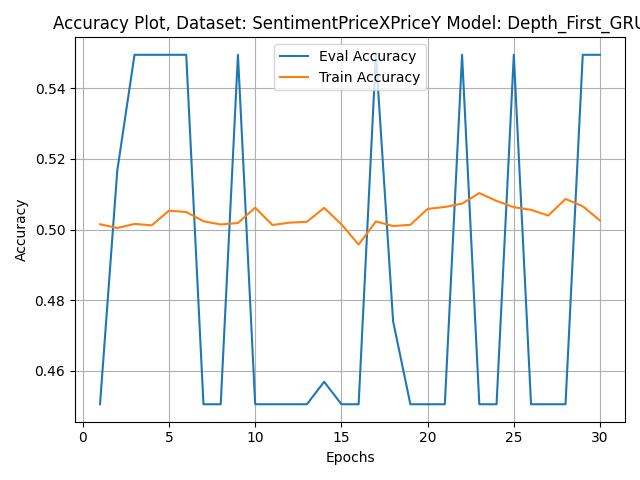 Accuracy Plot, Dataset: SentimentPriceXPriceY Model: Depth_First_GRU
Eval Accuracy
Train Accuracy
Accuracy
0.54
0.52
0.50
0.48
0.46
0
5
10
15
20
25
30
Epochs